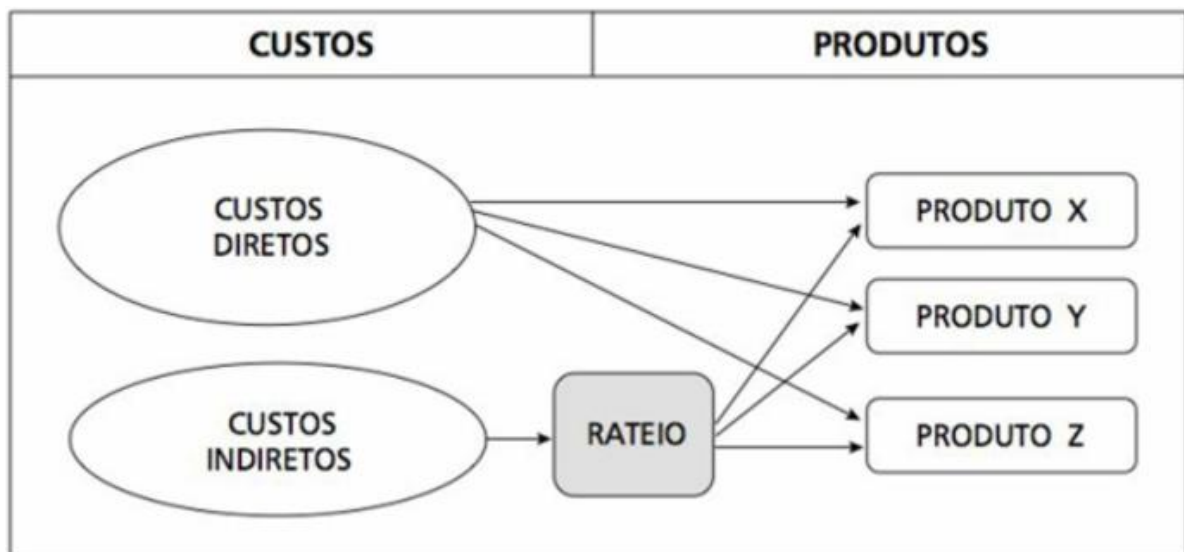 CUSTOS
PRODUTOS
CUSTOS
DIRETOS
PRODUTO X
PRODUTO Y
CUSTOS
INDIRETOS
RATEIO
PRODUTO Z